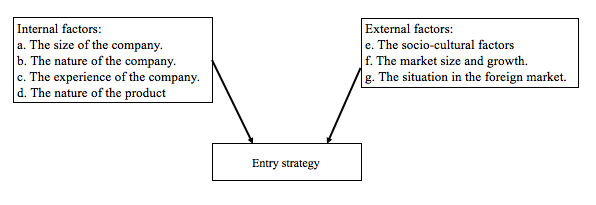 Internal factors:
a. The size of the company.
b. The nature of the company.
c. The experience of the company.
d. The nature of the product
External factors:
e. The socio-cultural factors
f. The market size and growth.
g. The situation in the foreign market.
Entry strategy